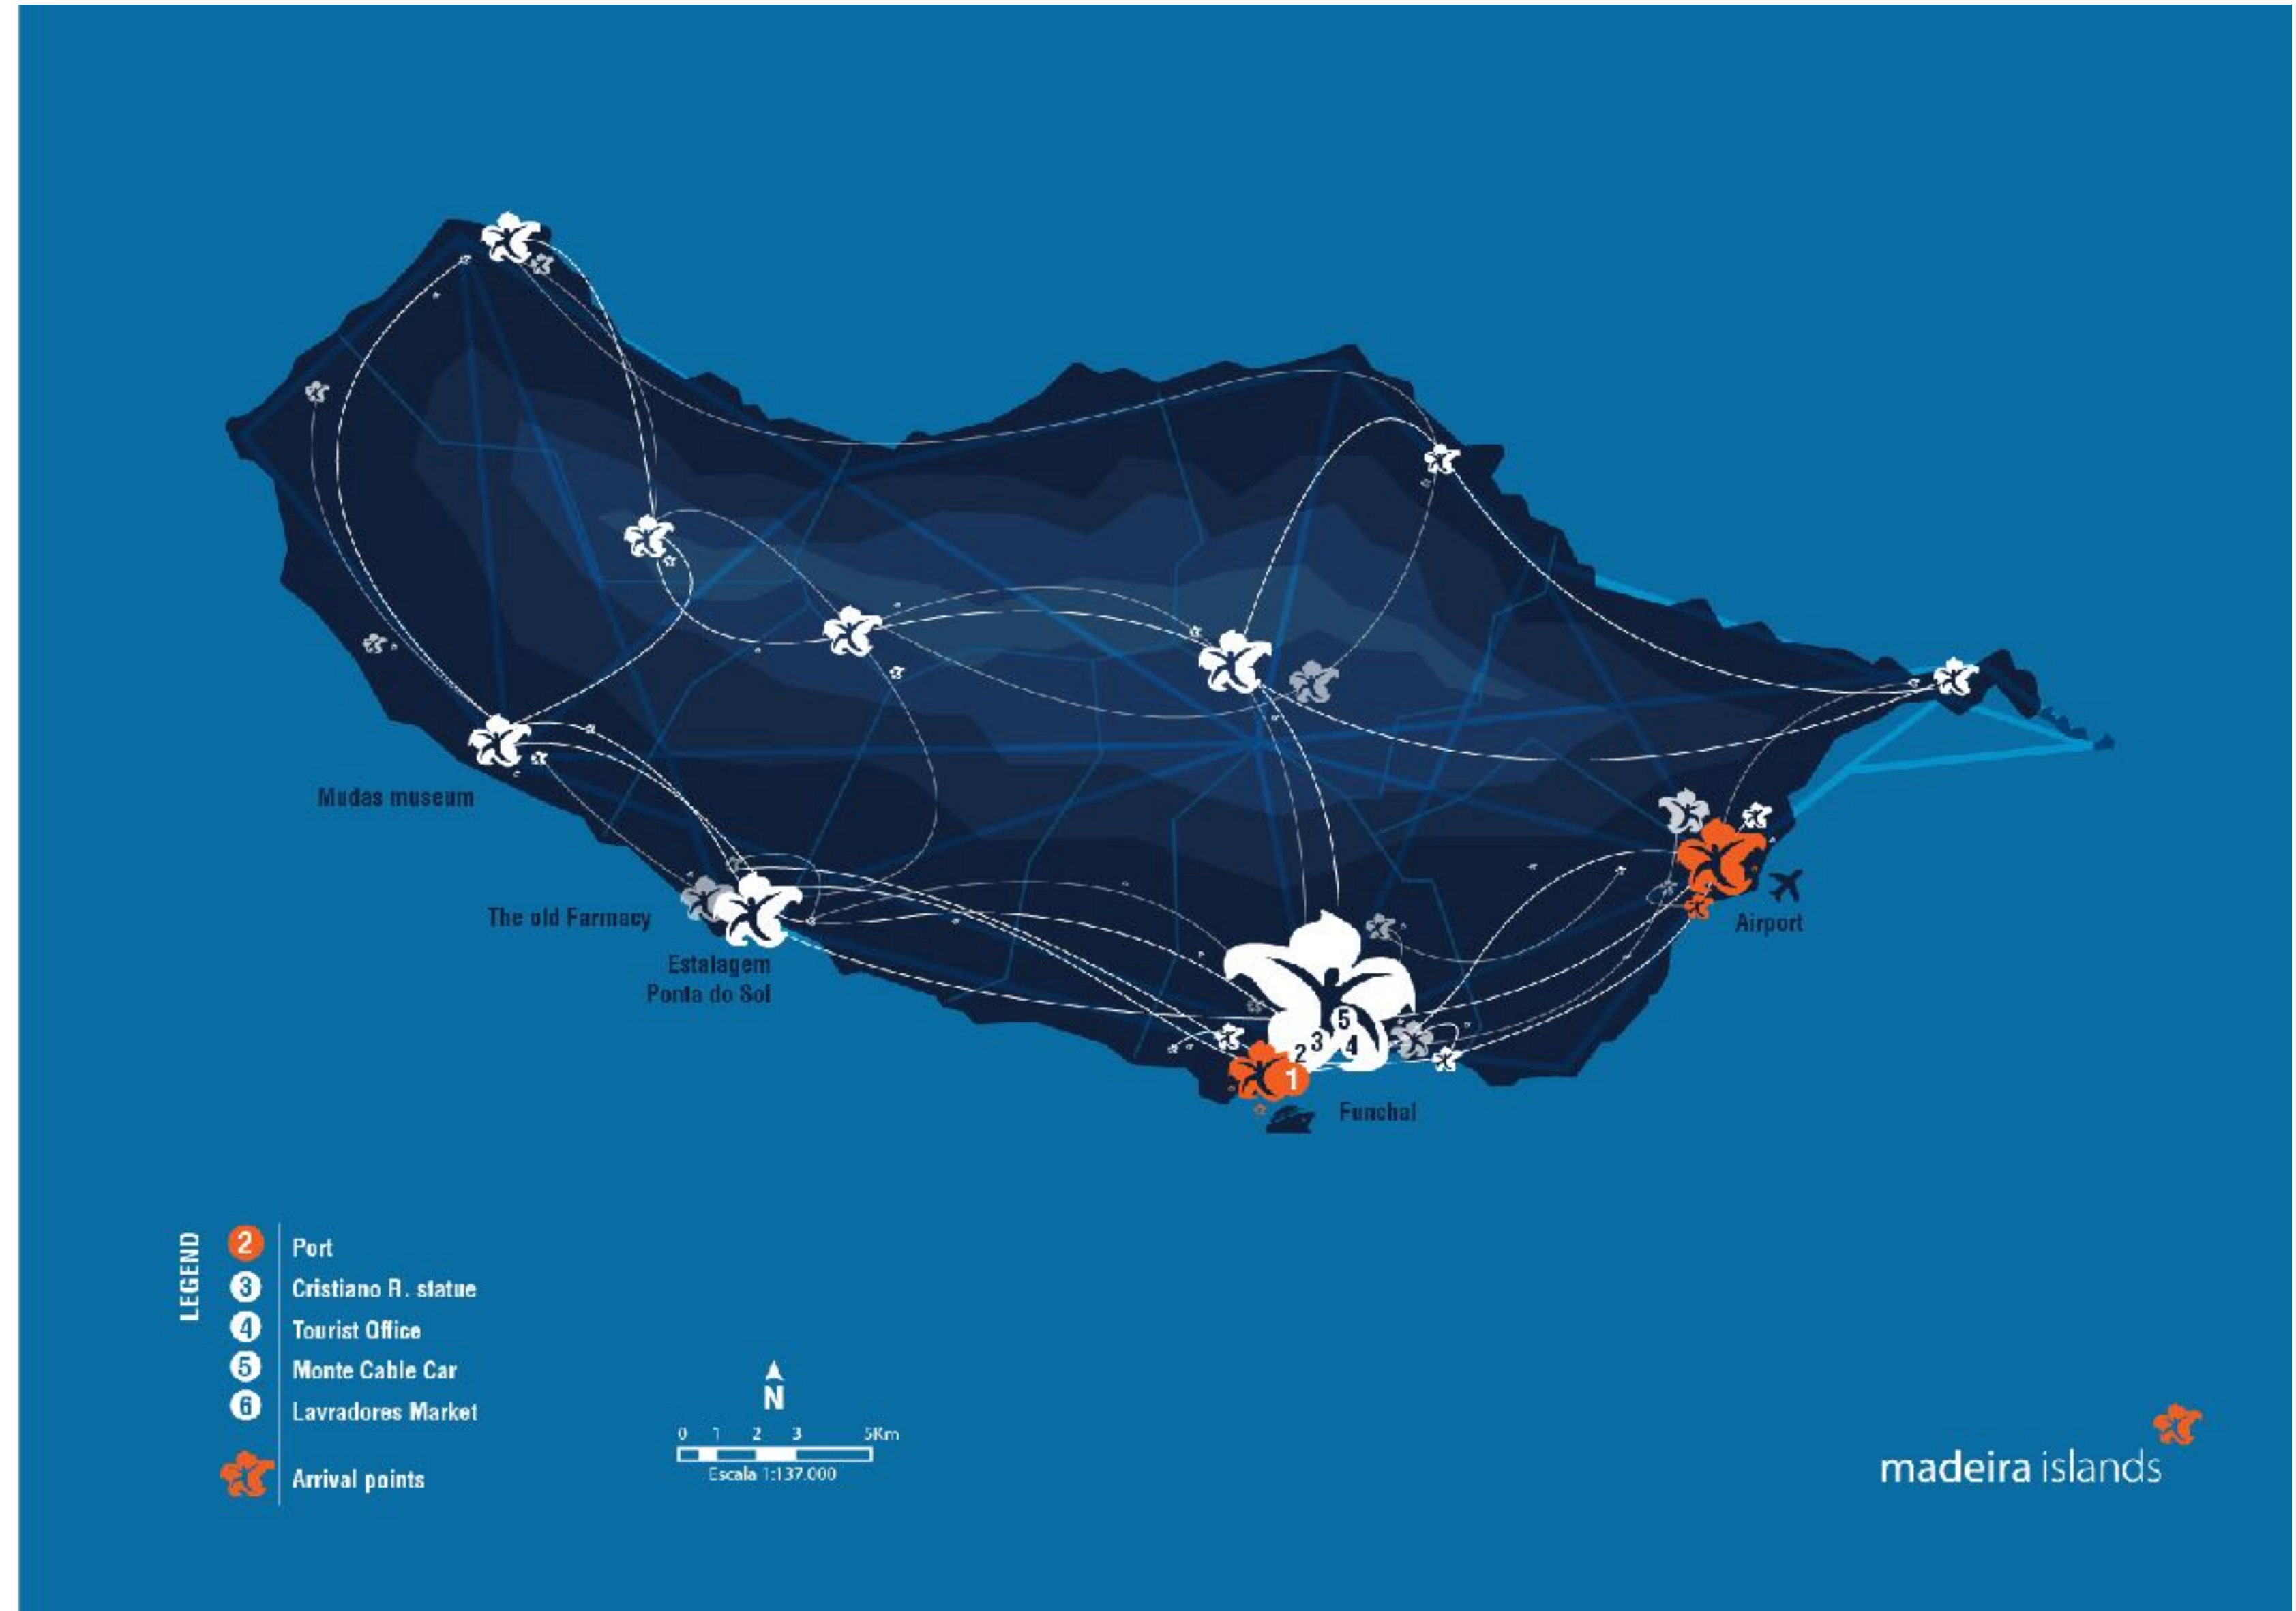 Mudas museum
The old Farmacy
Estalagem
Ponta do Sol
Airport
5
2 3 4
1
Funchal
LEGEND
2 Port
3 Cristiano R. statue
4 Tourist Office
5 Monte Cable Car
6 Lavradores Market
Arrival points
N
0 1 2 3 5Km
Escala 1:137.000
madeira islands